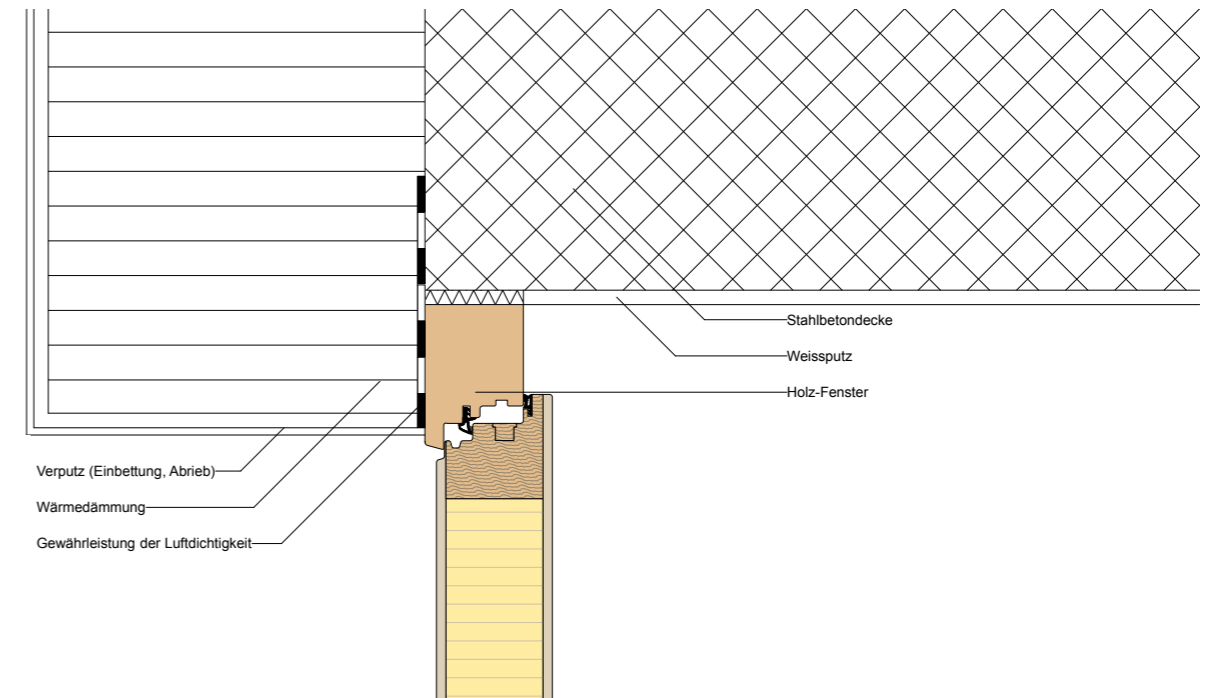 Stahlbetondecke
Weissputz
Holz-Fenster
Verputz (Einbettung, Abrieb)
Wärmedämmung
Gewährleistung der Luftdichtigkeit